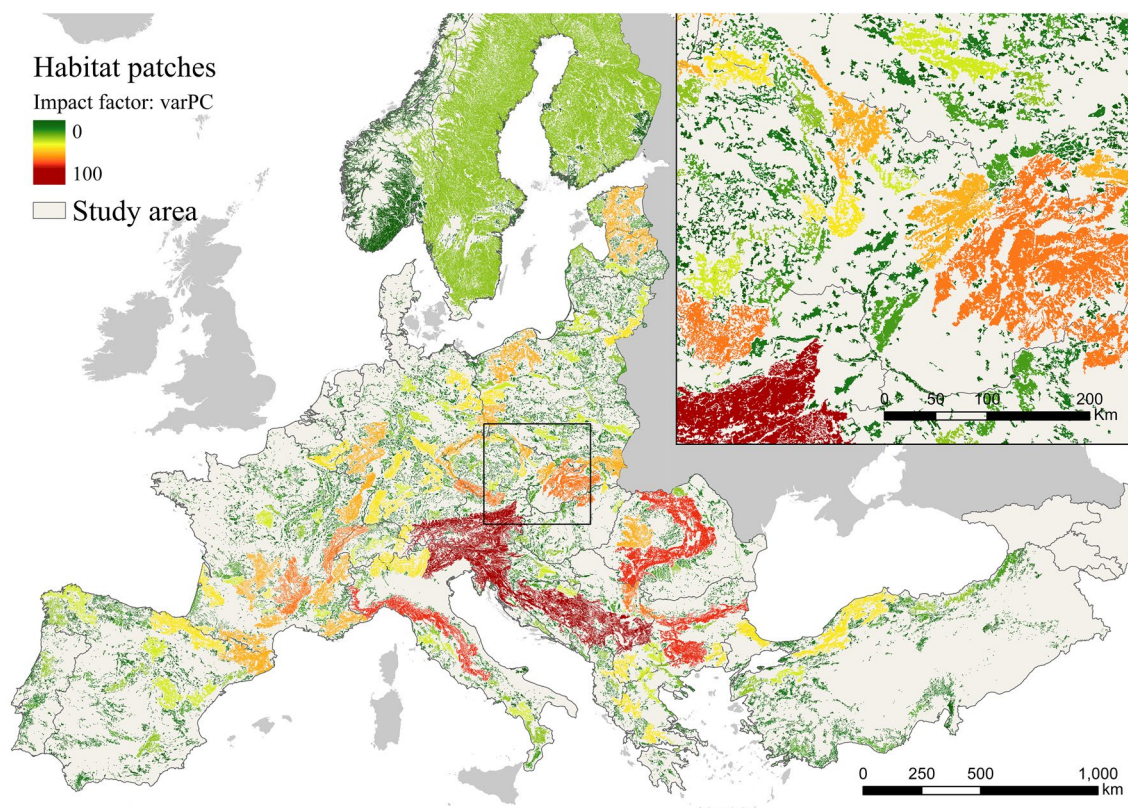 Habitat patches
Impact factor: varPC
0
100
Study area
0 50 100 200
Km
0 250 500 1,000
km